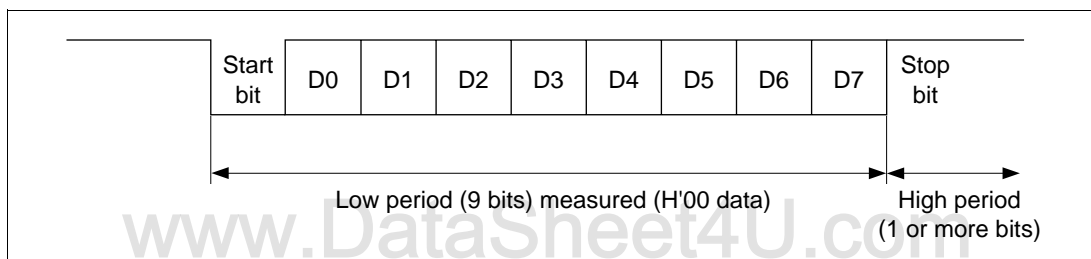 Start bit D0 D1 D2 D3 D4 D5 D6 D7 Stop bit
Low period (9 bits) measured (H'00 data)
High period
(1 or more bits)
www.DataSheet4U.com